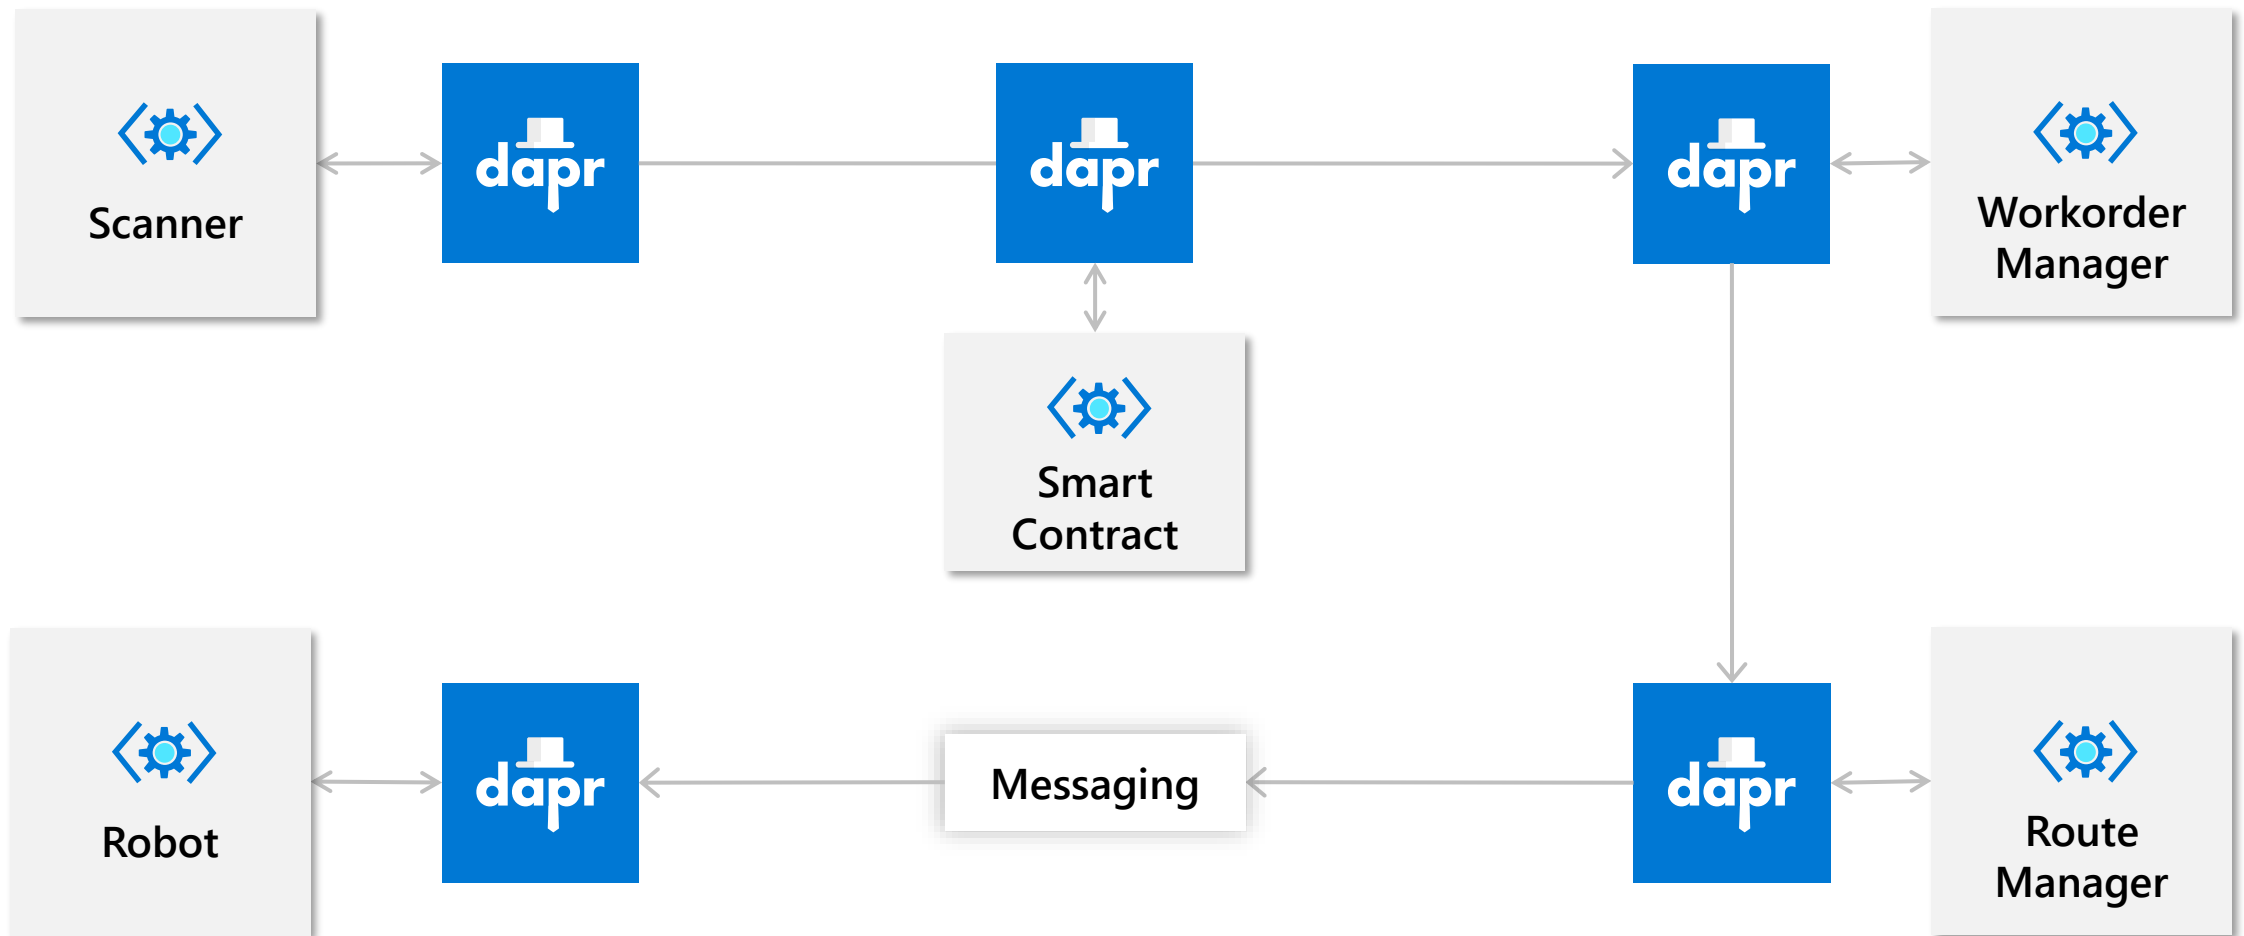 dapr
dapr
dapr
Scanner
Workorder
Manager
Smart
Contract
dapr
Messaging
dapr
Robot
Route
Manager